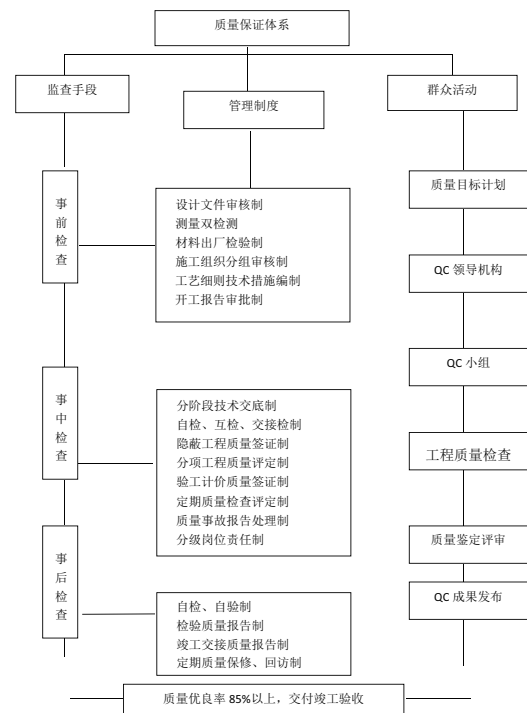 质量保证体系
监查手段
管理制度
群众活动
事前检查
设计文件审核制
测量双检测
材料出厂检验制
施工组织分组审核制
工艺细则技术措施编制
开工报告审批制
质量目标计划
QC 领导机构
QC 小组
事中检查
分阶段技术交底制
自检、互检、交接检制
隐蔽工程质量签证制
分项工程质量评定制
验工计价质量签证制
定期质量检查评定制
质量事故报告处理制
分级岗位责任制
工程质量检查
质量鉴定评审
QC 成果发布
事后检查
自检、自验制
检验质量报告制
竣工交接质量报告制
定期质量保修、回访制
质量优良率 85%以上，交付竣工验收